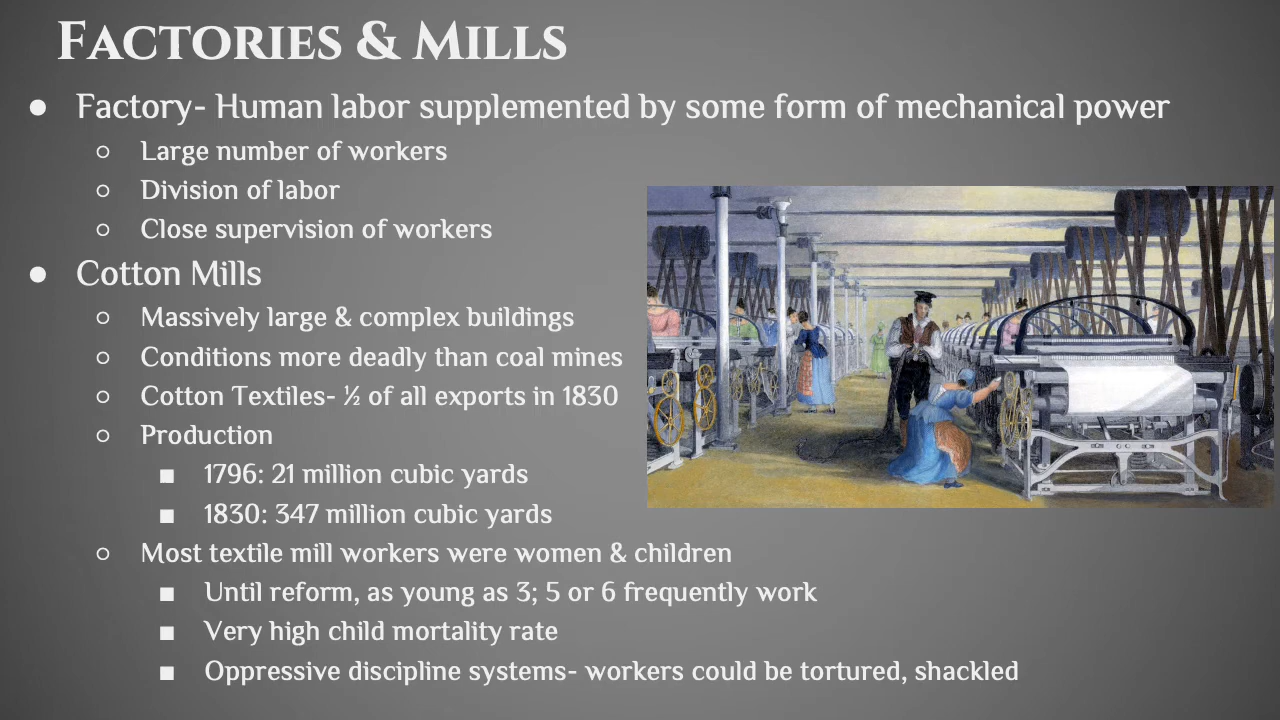 Factories & Mills
● Factory- Human labor supplemented by some form of mechanical power
○ Large number of workers
○ Division of labor
○ Close supervision of workers
● Cotton Mills
○ Massively large & complex buildings
○ Conditions more deadly than coal mines
○ Cotton Textiles- ½ of all exports in 1830
○ Production
■ 1796: 21 million cubic yards
■ 1830: 347 million cubic yards
○ Most textile mill workers were women & children
■ Until reform, as young as 3; 5 or 6 frequently work
■ Very high child mortality rate
■ Oppressive discipline systems- workers could be tortured, shackled